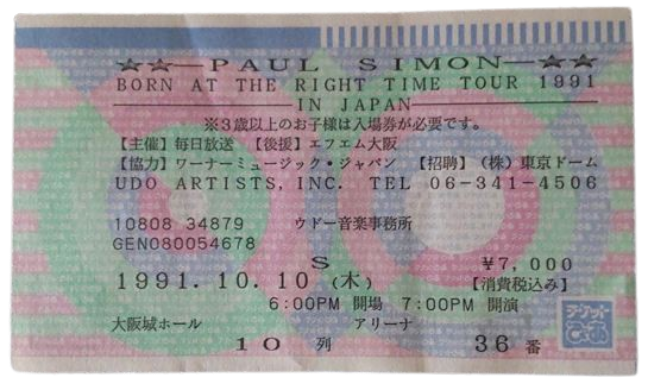 ☆☆—PAUL SIMON—☆☆
BORN AT THE RIGHT TIME TOUR 1991
IN JAPAN
※3歳以上のお子様は入場券が必要です。
【主催】毎日放送 【後援】エフエム大阪
【協力】ワーナーミュージック・ジャパン 【招聘】(株)東京ドーム
UDO ARTISTS, INC. TEL 06-341-4506
10808 34879 ウドー音楽事務所
GEN080054678
S ¥7,000
1991.10.10 (木) 【消費税込み】
6:00PM 開場 7:00PM 開演
大阪城ホール アリーナ
10 列 36 番
チケットぴあ